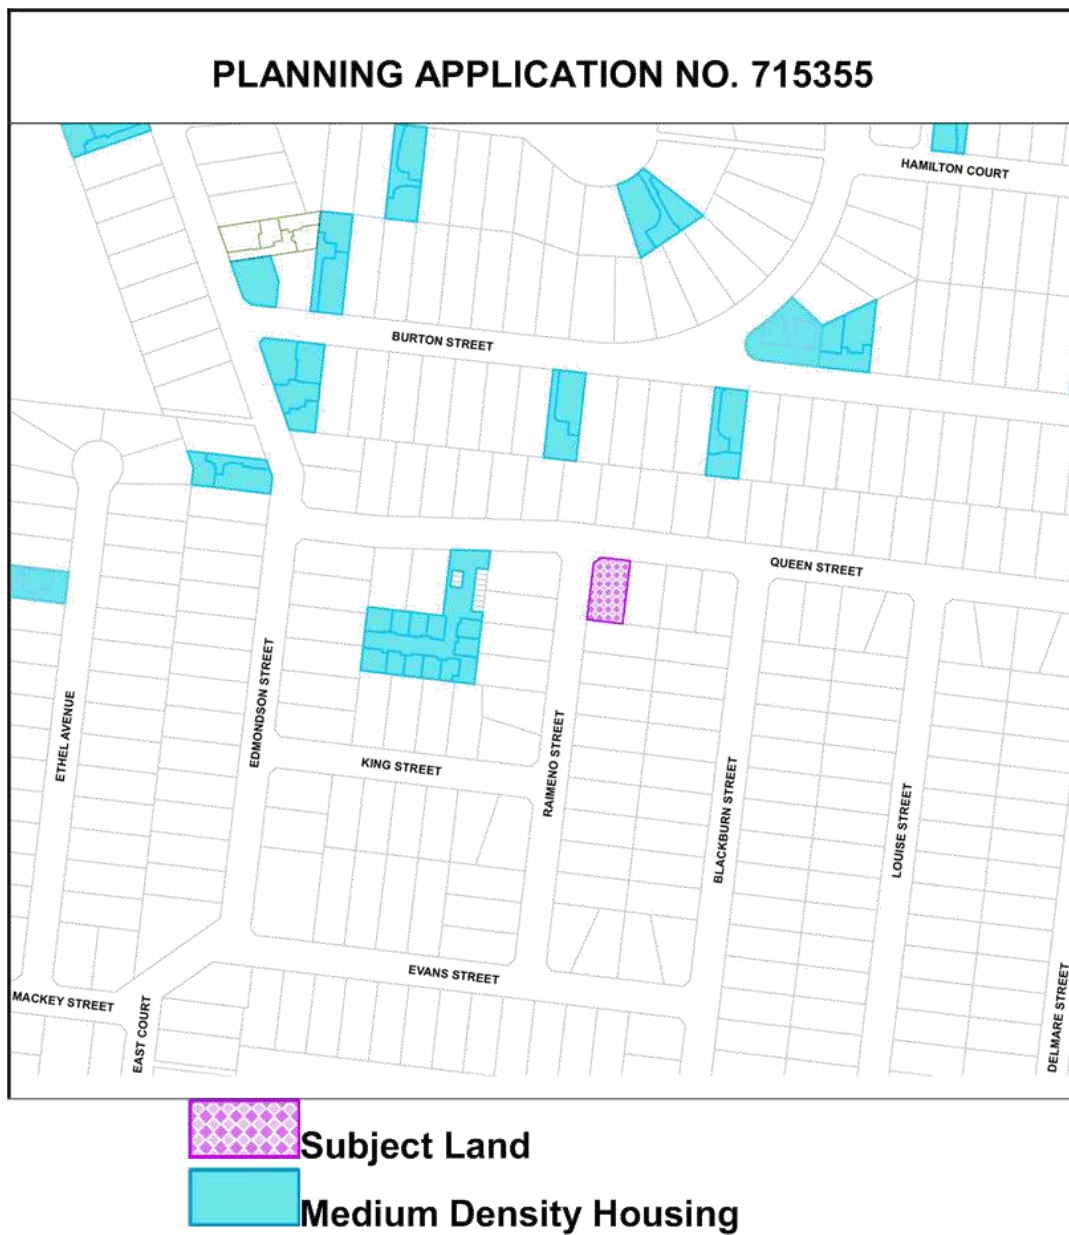 PLANNING APPLICATION NO. 715355
HAMILTON COURT
BURTON STREET
QUEEN STREET
EDMONDSON STREET
ETHEL AVENUE
KING STREET
RAIMENO STREET
BLACKBURN STREET
LOUISE STREET
EVANS STREET
MACKEY STREET
EAST COURT
DELMARE STREET
Subject Land
Medium Density Housing